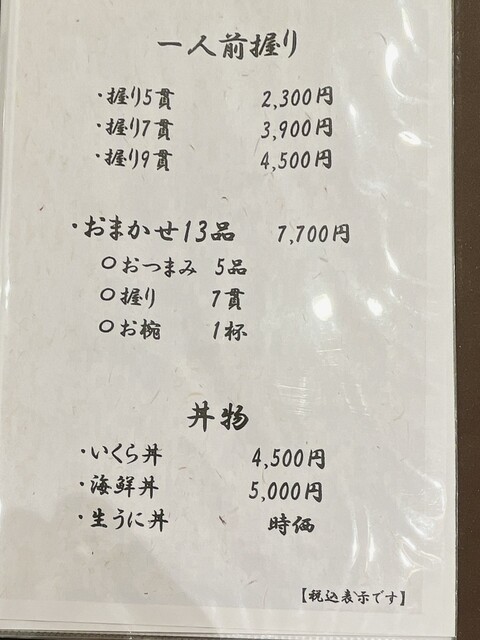 一人前握り
・握り5貫 2,300円
・握り7貫 3,900円
・握り9貫 4,500円
・おまかせ13品 7,700円
○おつまみ 5品
○握り 7貫
○お椀 1杯
丼物
・いくら丼 4,500円
・海鮮丼 5,000円
・生うに丼 時価
【税込表示です】